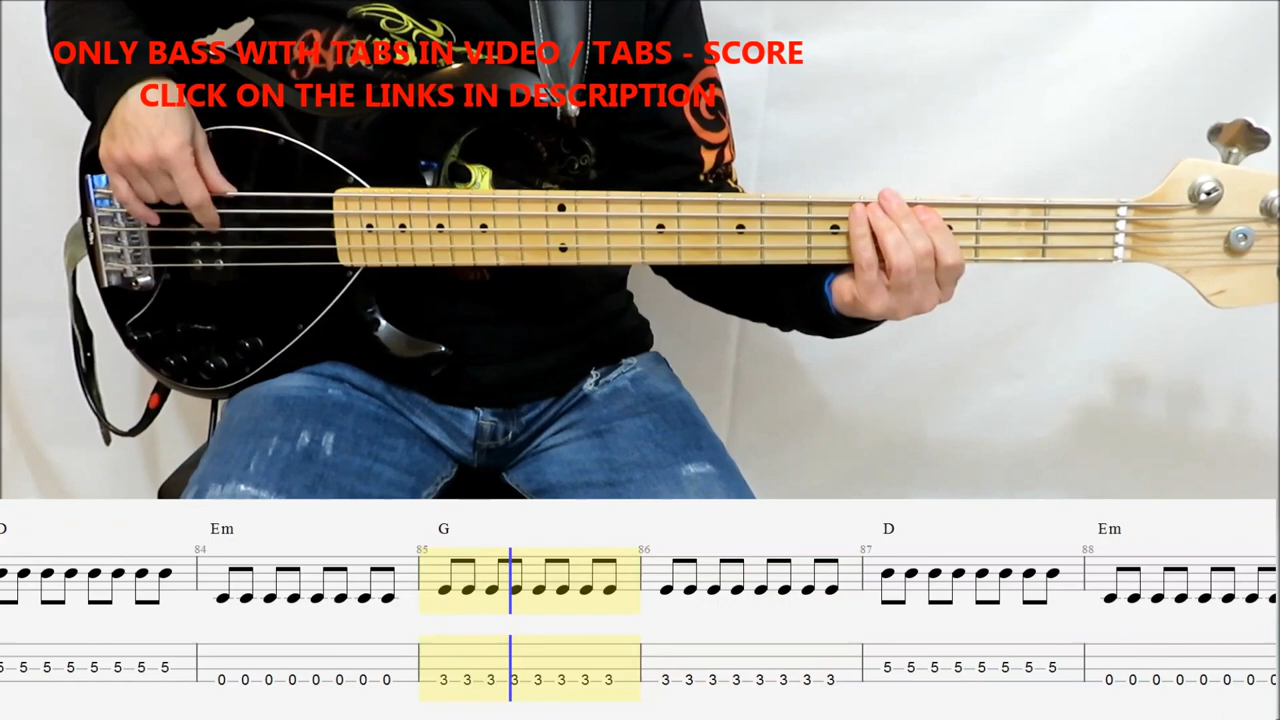 ONLY BASS WITH TABS IN VIDEO / TABS - SCORE
CLICK ON THE LINKS IN DESCRIPTION
D Em G D Em
84 85 86 87 88
5 5 5 5 5 5 5 5 0 0 0 0 0 0 0 0 3 3 3 3 3 3 3 3 3 3 3 3 3 3 3 3 5 5 5 5 5 5 5 5 0 0 0 0 0 0 0 0